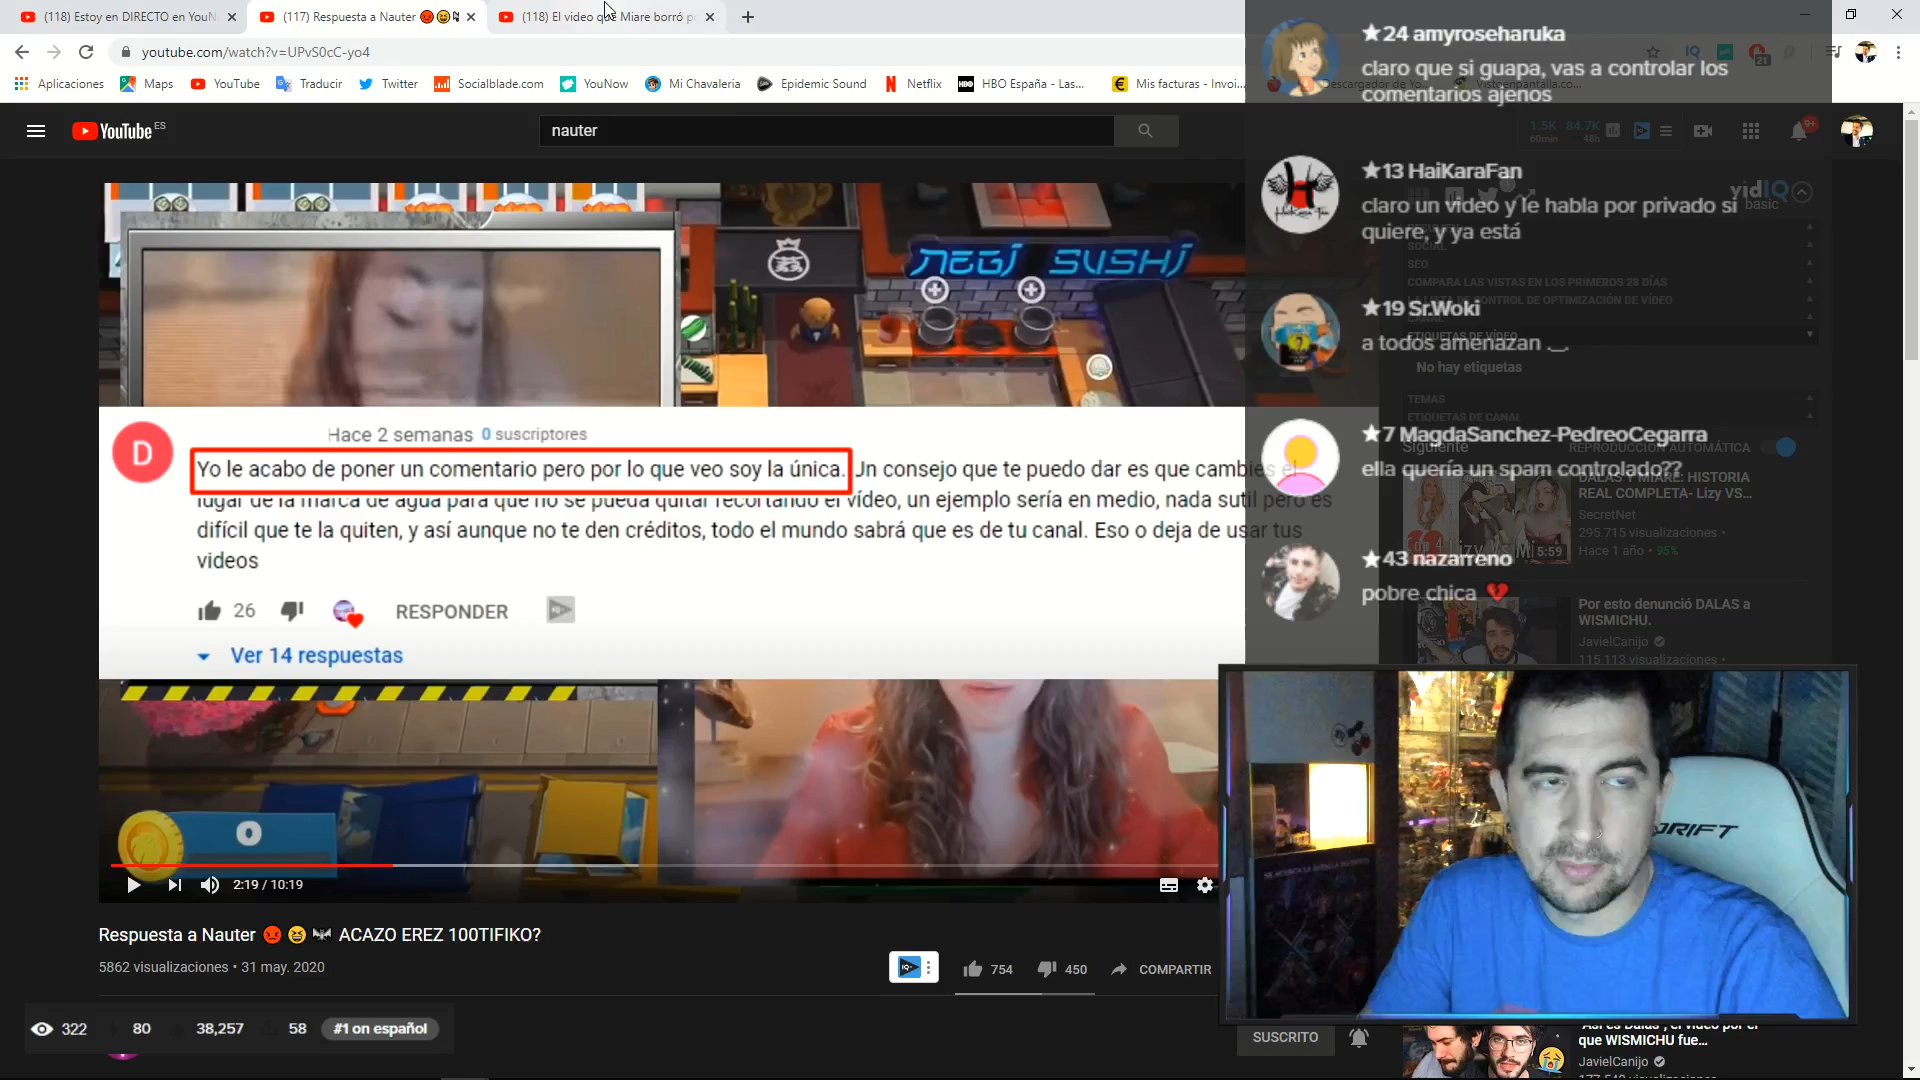 (118) Estoy en DIRECTO en YouN
(117) Respuesta a Nauter
(118) El video que Miare borró p
youtube.com/watch?v=UPvS0cC-yo4
Aplicaciones
Maps
YouTube
Traducir
Twitter
Socialblade.com
YouNow
Mi Chavaleria
Epidemic Sound
Netflix
HBO España - Las...
Mis facturas - Invoi...
YouTube ES
nauter
1.5K 84.7K
60min 48h
9+
★24 amyroseharuka
claro que si guapa, vas a controlar los
comentarios ajenos
★13 HaiKaraFan
claro un video y le habla por privado si
quiere, y ya está
vidIQ
basic
SOCIAL
SEO
COMPARA LAS VISTAS EN LOS PRIMEROS 28 DÍAS
LISTA DE CONTROL DE OPTIMIZACIÓN DE VÍDEO
★19 Sr.Woki
a todos amenazan ._.
ETIQUETAS DE VÍDEO
No hay etiquetas
TEMAS
ETIQUETAS DE CANAL
★7 MagdaSanchez-PedreoCegarra
ella quería un spam controlado??
Siguiente
REPRODUCCIÓN AUTOMÁTICA
★43 nazarreno
pobre chica 💔
NEGI SUSHI
D
Hace 2 semanas 0 suscriptores
Yo le acabo de poner un comentario pero por lo que veo soy la única. Un consejo que te puedo dar es que cambies el
lugar de la marca de agua para que no se pueda quitar recortando el vídeo, un ejemplo sería en medio, nada sutil pero es
difícil que te la quiten, y así aunque no te den créditos, todo el mundo sabrá que es de tu canal. Eso o deja de usar tus
videos
26
RESPONDER
Ver 14 respuestas
DALAS Y MIARE: HISTORIA
REAL COMPLETA- Lizy VS...
SecretNet
295.715 visualizaciones •
Hace 1 año • 95%
5:59
Por esto denunció DALAS a
WISMICHU.
JavielCanijo
115.113 visualizaciones •
DRIFT
0
2:19 / 10:19
Respuesta a Nauter 😡😆🦇 ACAZO EREZ 100TIFIKO?
5862 visualizaciones • 31 may. 2020
754
450
COMPARTIR
322
80
38,257
58
#1 on español
SUSCRITO
"Así es Dalas", el video por el
que WISMICHU fue...
JavielCanijo